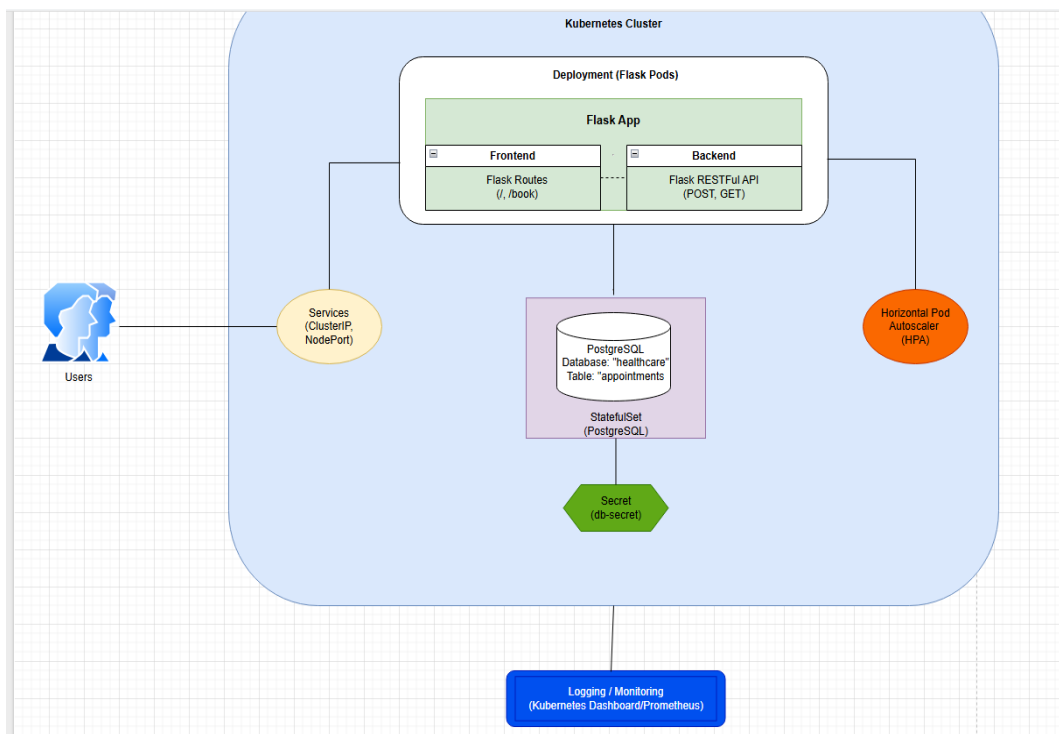 Kubernetes Cluster
Deployment (Flask Pods)
Flask App
Frontend
Backend
Flask Routes
(/, /book)
Flask RESTFul API
(POST, GET)
Users
Services
(ClusterIP,
NodePort)
PostgreSQL
Database: "healthcare"
Table: "appointments
StatefulSet
(PostgreSQL)
Horizontal Pod
Autoscaler
(HPA)
Secret
(db-secret)
Logging / Monitoring
(Kubernetes Dashboard/Prometheus)